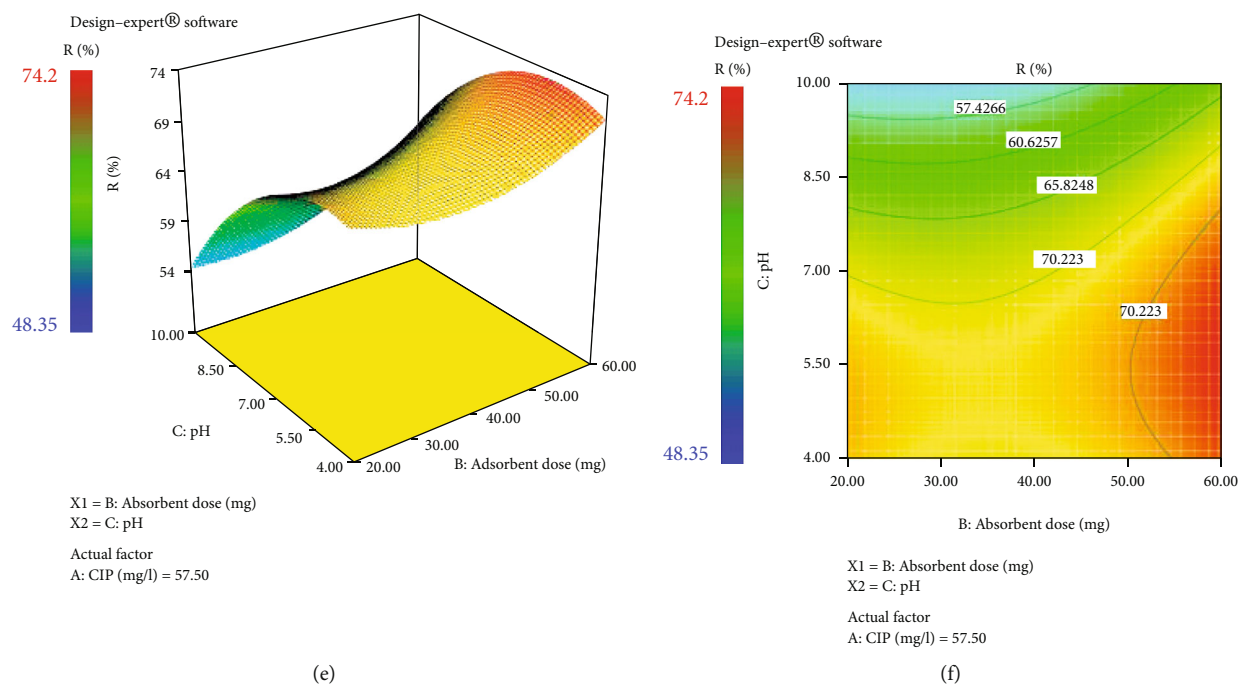 Design–expert® software
R (%)
74.2
48.35
R (%)
74
69
64
59
54
10.00
8.50
7.00
5.50
4.00
C: pH
20.00
30.00
40.00
50.00
60.00
B: Adsorbent dose (mg)
X1 = B: Absorbent dose (mg)
X2 = C: pH
Actual factor
A: CIP (mg/l) = 57.50
(e)
Design–expert® software
R (%)
74.2
48.35
R (%)
10.00
8.50
7.00
5.50
4.00
C: pH
57.4266
60.6257
65.8248
70.223
70.223
20.00
30.00
40.00
50.00
60.00
B: Absorbent dose (mg)
X1 = B: Absorbent dose (mg)
X2 = C: pH
Actual factor
A: CIP (mg/l) = 57.50
(f)